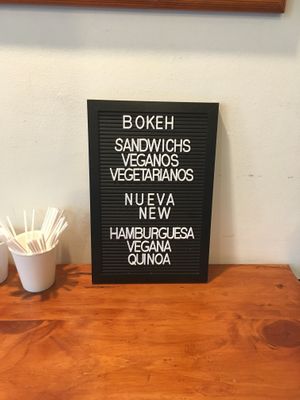 BOKEH
SANDWICHS
VEGANOS
VEGETARIANOS
NUEVA
NEW
HAMBURGUESA
VEGANA
QUINOA